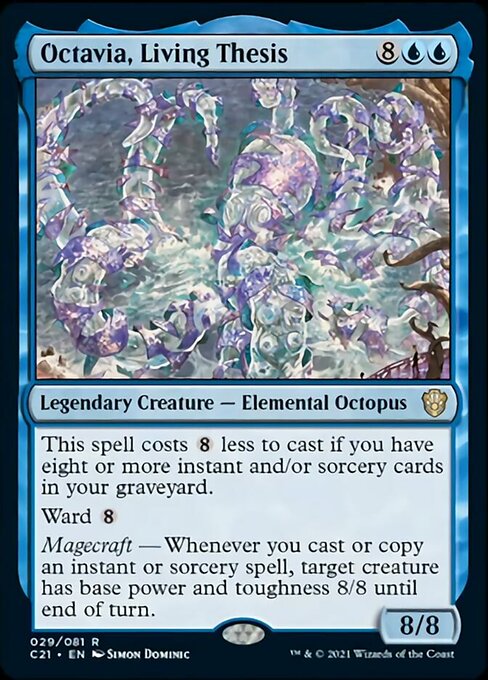 Octavia, Living Thesis 8
Legendary Creature — Elemental Octopus
This spell costs 8 less to cast if you have
eight or more instant and/or sorcery cards
in your graveyard.
Ward 8
Magecraft — Whenever you cast or copy
an instant or sorcery spell, target creature
has base power and toughness 8/8 until
end of turn.
8/8
029/081 R
C21 • EN Simon Dominic
™ & © 2021 Wizards of the Coast